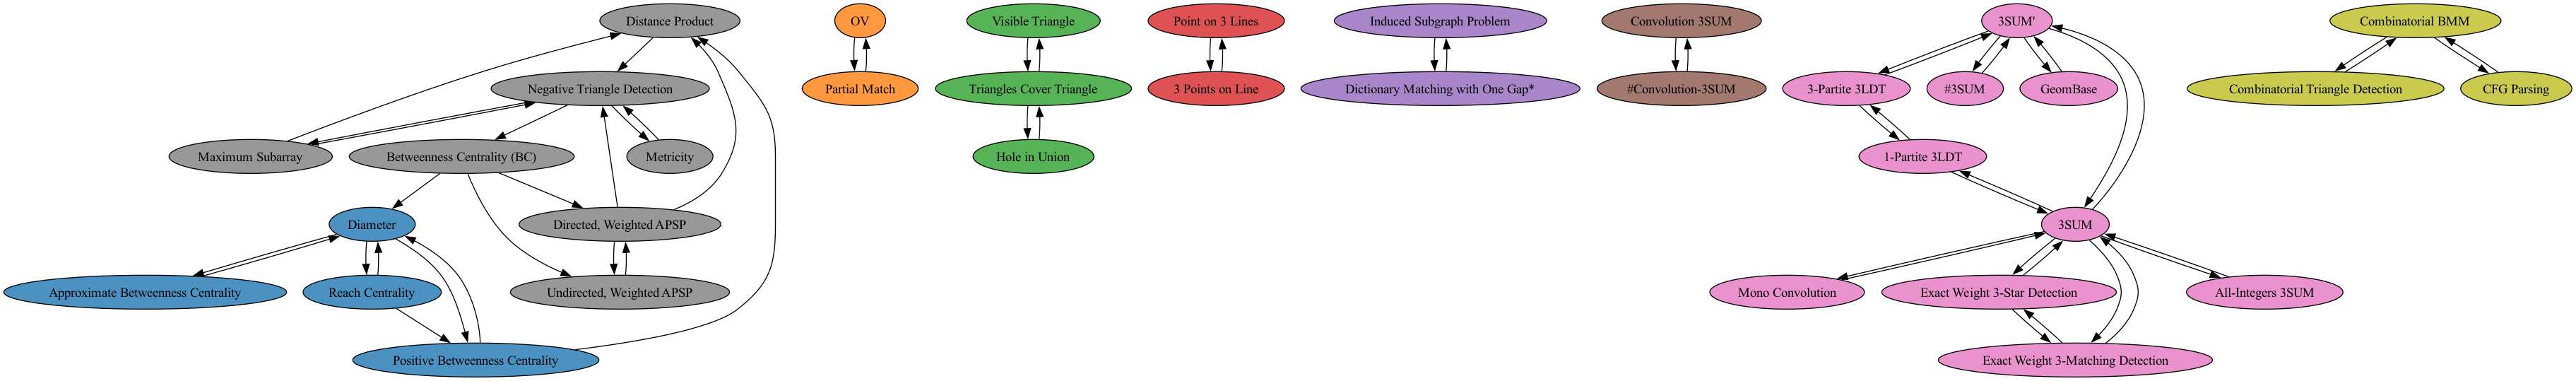 Distance Product
OV
Visible Triangle
Point on 3 Lines
Induced Subgraph Problem
Convolution 3SUM
3SUM'
Combinatorial BMM
Negative Triangle Detection
Partial Match
Triangles Cover Triangle
3 Points on Line
Dictionary Matching with One Gap*
#Convolution-3SUM
3-Partite 3LDT
#3SUM
GeomBase
Combinatorial Triangle Detection
CFG Parsing
Maximum Subarray
Betweenness Centrality (BC)
Metricity
Hole in Union
1-Partite 3LDT
Diameter
Directed, Weighted APSP
3SUM
Approximate Betweenness Centrality
Reach Centrality
Undirected, Weighted APSP
Mono Convolution
Exact Weight 3-Star Detection
All-Integers 3SUM
Positive Betweenness Centrality
Exact Weight 3-Matching Detection